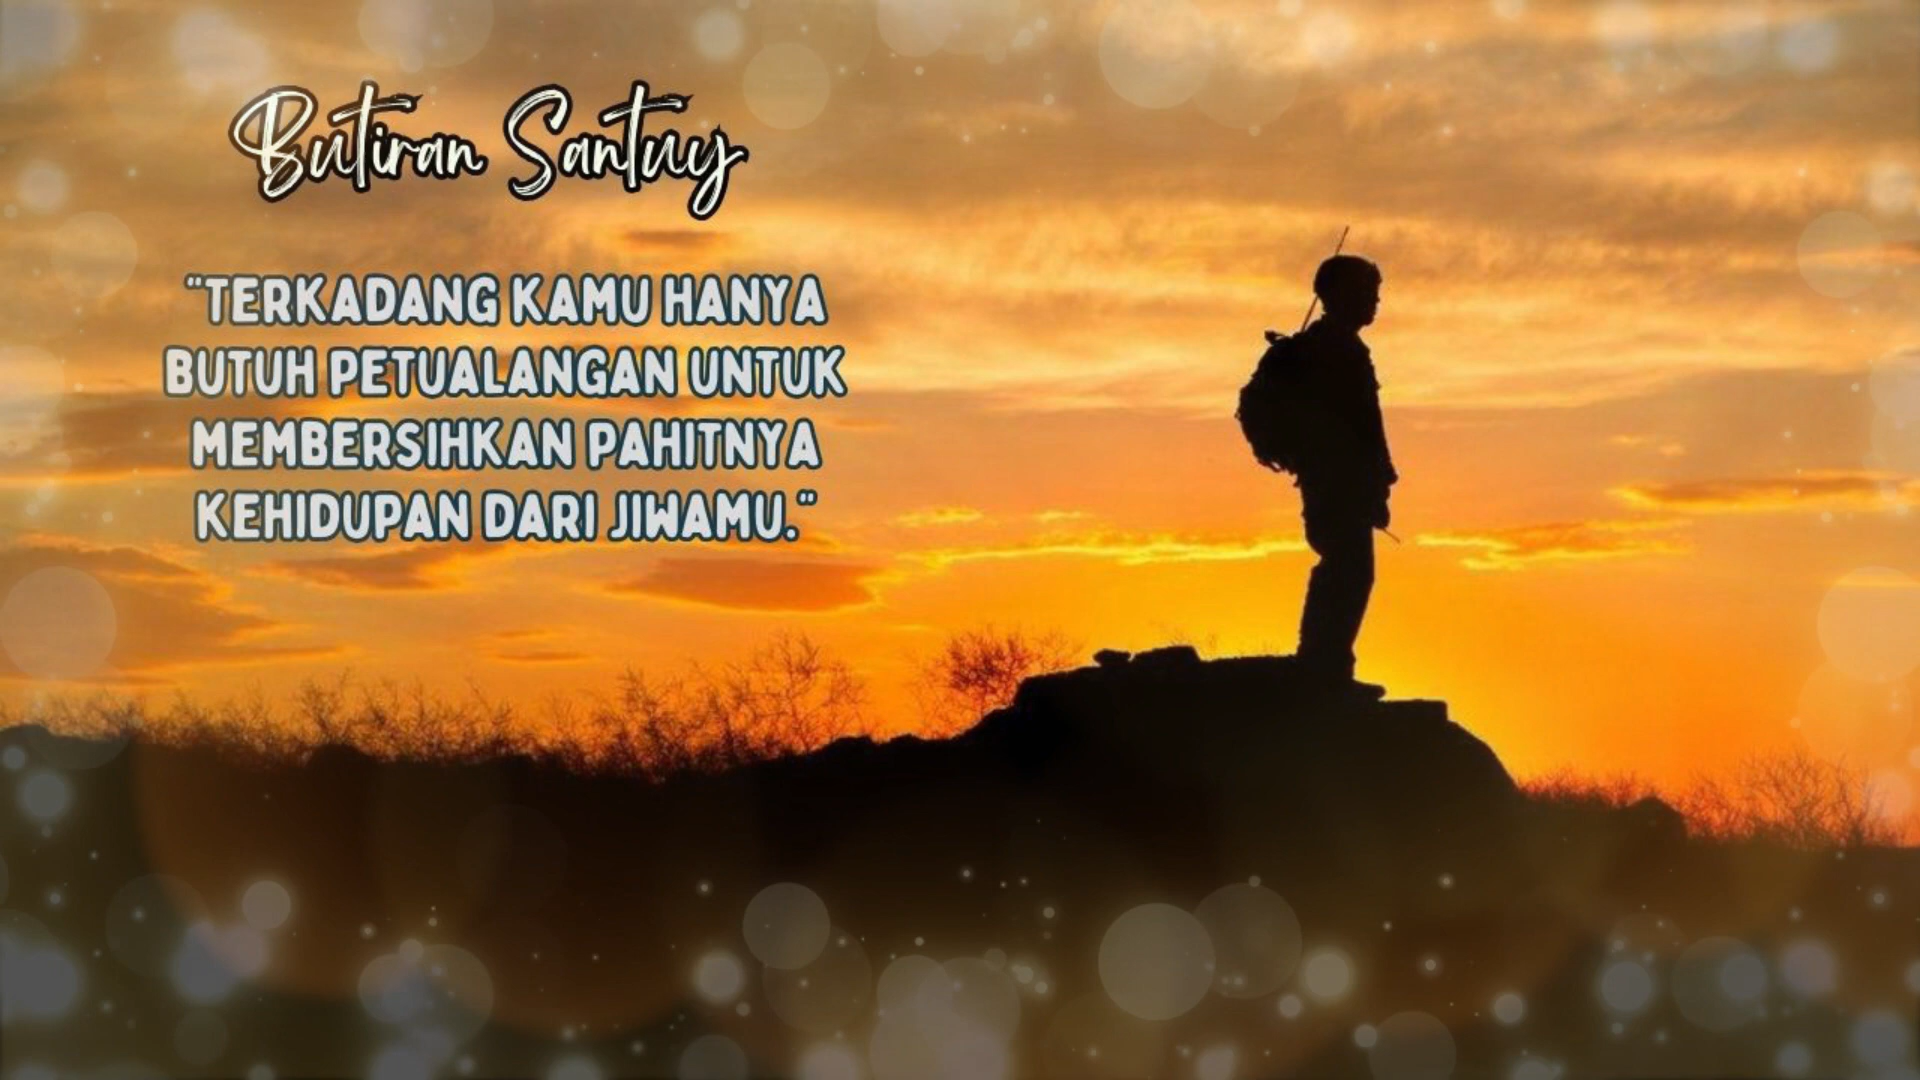 Butiran Santuy
"TERKADANG KAMU HANYA
BUTUH PETUALANGAN UNTUK
MEMBERSIHKAN PAHITNYA
KEHIDUPAN DARI JIWAMU."